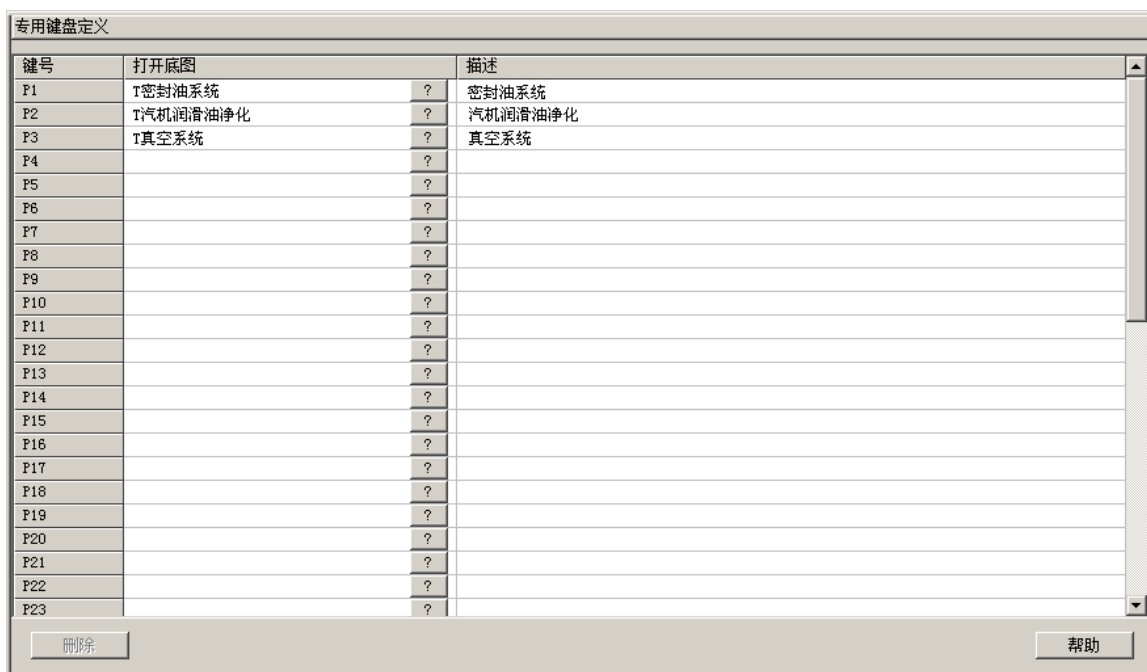 专用键盘定义
键号 打开底图 描述
P1 T密封油系统 ? 密封油系统
P2 T汽机润滑油净化 ? 汽机润滑油净化
P3 T真空系统 ? 真空系统
P4 ?
P5 ?
P6 ?
P7 ?
P8 ?
P9 ?
P10 ?
P11 ?
P12 ?
P13 ?
P14 ?
P15 ?
P16 ?
P17 ?
P18 ?
P19 ?
P20 ?
P21 ?
P22 ?
P23 ?
删除 帮助